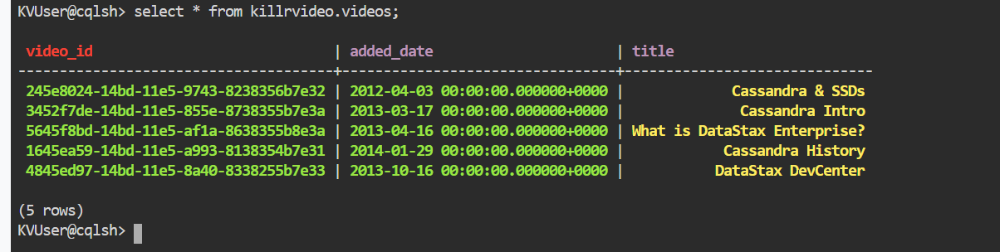 KVUser@cqlsh> select * from killrvideo.videos;
video_id | added_date | title
--------------------------------------+---------------------------------+------------------------------
245e8024-14bd-11e5-9743-8238356b7e32 | 2012-04-03 00:00:00.000000+0000 | Cassandra & SSDs
3452f7de-14bd-11e5-855e-8738355b7e3a | 2013-03-17 00:00:00.000000+0000 | Cassandra Intro
5645f8bd-14bd-11e5-af1a-8638355b8e3a | 2013-04-16 00:00:00.000000+0000 | What is DataStax Enterprise?
1645ea59-14bd-11e5-a993-8138354b7e31 | 2014-01-29 00:00:00.000000+0000 | Cassandra History
4845ed97-14bd-11e5-8a40-8338255b7e33 | 2013-10-16 00:00:00.000000+0000 | DataStax DevCenter
(5 rows)
KVUser@cqlsh>